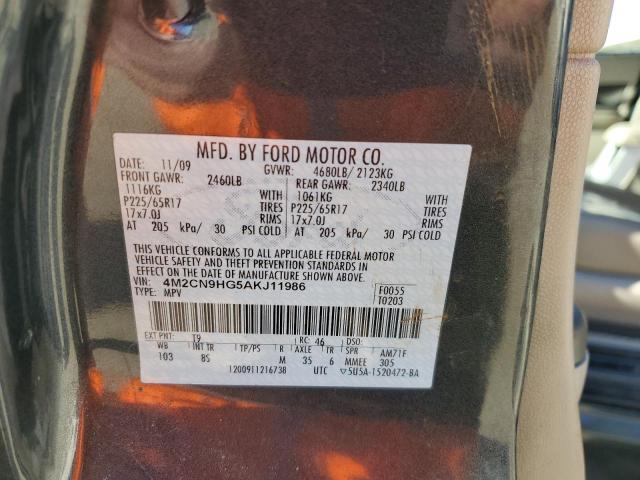 MFD. BY FORD MOTOR CO.
DATE: 11/09 GVWR: 4680LB/ 2123KG
FRONT GAWR: 2460LB REAR GAWR: 2340LB
1116KG WITH 1061KG WITH
P225/65R17 TIRES P225/65R17 TIRES
17x7.0J RIMS 17x7.0J RIMS
AT 205 kPa/ 30 PSI COLD AT 205 kPa/ 30 PSI COLD
THIS VEHICLE CONFORMS TO ALL APPLICABLE FEDERAL MOTOR
VEHICLE SAFETY AND THEFT PREVENTION STANDARDS IN
EFFECT ON THE DATE OF MANUFACTURE SHOWN ABOVE.
VIN: 4M2CN9HG5AKJ11986 F0055
TYPE: MPV T0203
EXT PNT: T9 RC: 46 DSO:
WB INT TR TP/PS R AXLE TR SPR AM71F
103 8S M 35 6 MMEE 305
1200911216738 UTC ▽5U5A-1520472-BA